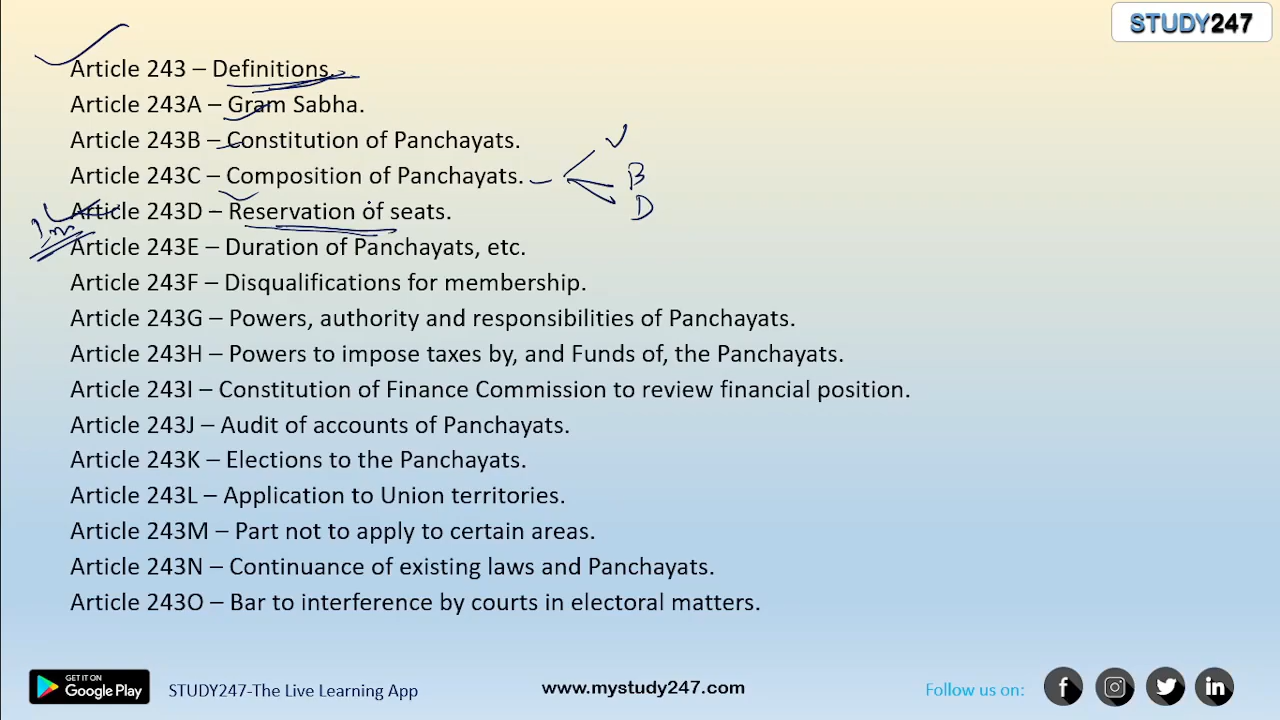 STUDY247
Article 243 – Definitions.
Article 243A – Gram Sabha.
Article 243B – Constitution of Panchayats.
Article 243C – Composition of Panchayats.
B
D
Article 243D – Reservation of seats.
Article 243E – Duration of Panchayats, etc.
Article 243F – Disqualifications for membership.
Article 243G – Powers, authority and responsibilities of Panchayats.
Article 243H – Powers to impose taxes by, and Funds of, the Panchayats.
Article 243I – Constitution of Finance Commission to review financial position.
Article 243J – Audit of accounts of Panchayats.
Article 243K – Elections to the Panchayats.
Article 243L – Application to Union territories.
Article 243M – Part not to apply to certain areas.
Article 243N – Continuance of existing laws and Panchayats.
Article 243O – Bar to interference by courts in electoral matters.
GET IT ON
Google Play
STUDY247-The Live Learning App
www.mystudy247.com
Follow us on: